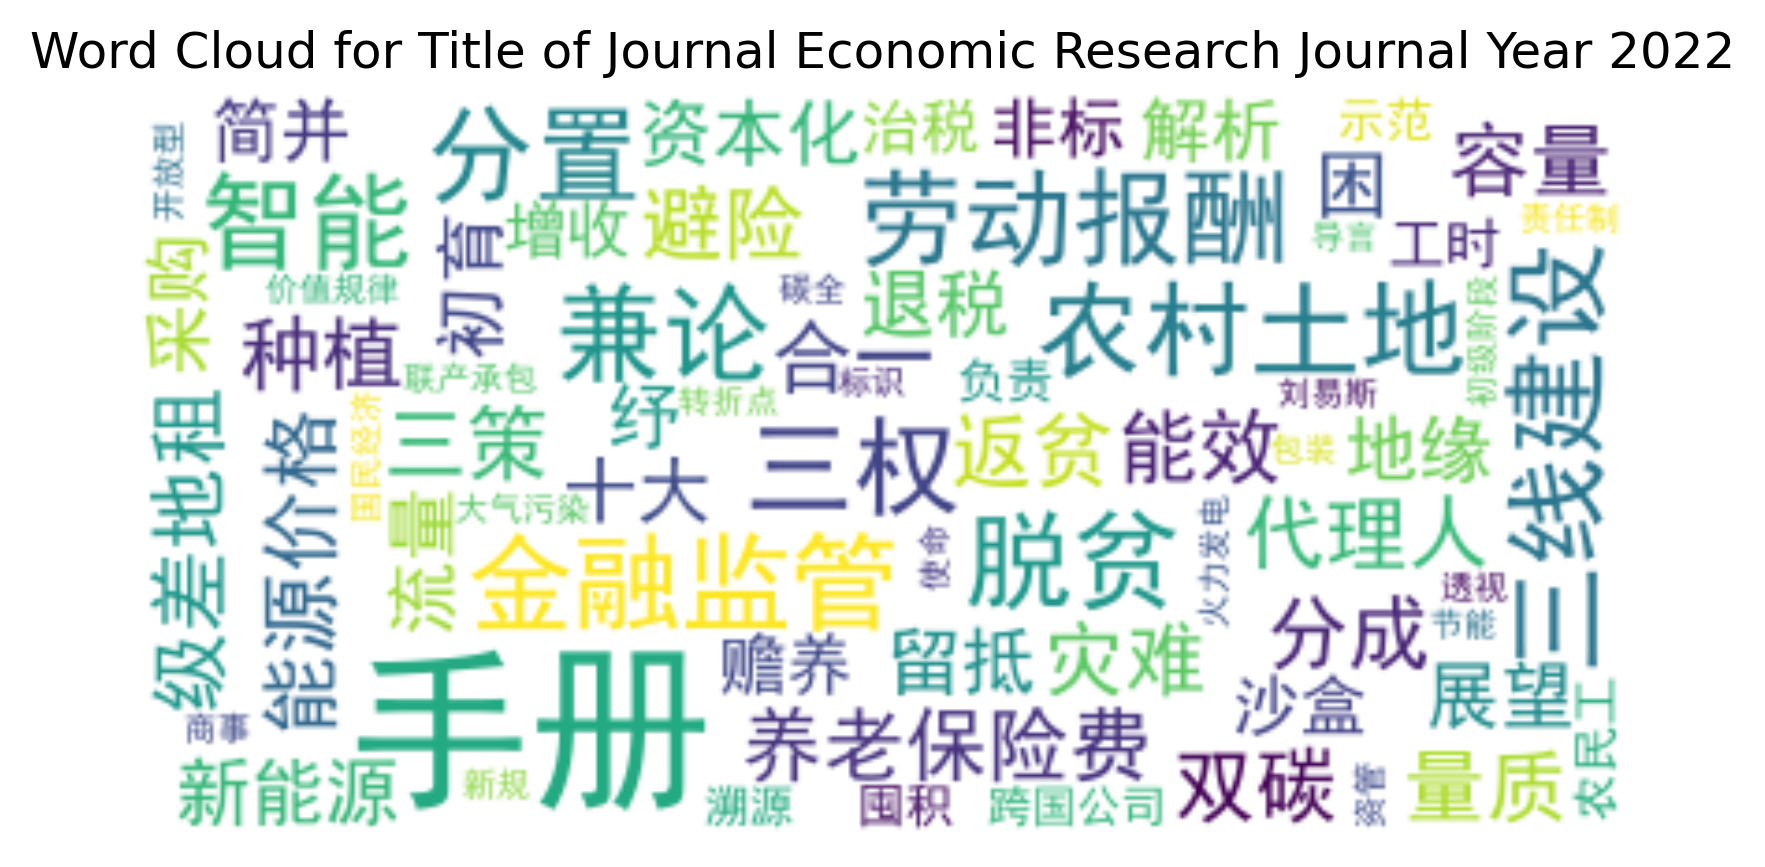 Word Cloud for Title of Journal Economic Research Journal Year 2022
开放型
简并
分置
资本化
治税
非标
解析
示范
容量
困
智能
初育
增收
避险
劳动报酬
导言
工时
责任制
采购
价值规律
兼论
碳全
退税
农村土地
初级阶段
三线建设
种植
合一
联产承包
纾
转折点
标识
负责
刘易斯
级差地租
能源价格
国民经济
三策
十大
三权
返贫
能效
包装
地缘
流量
大气污染
金融监管
使命
脱贫
火力发电
代理人
透视
分成
节能
手册
赡养
留抵
灾难
沙盒
展望
农民工
商事
养老保险费
新能源
新规
溯源
囤积
跨国公司
双碳
资管
量质